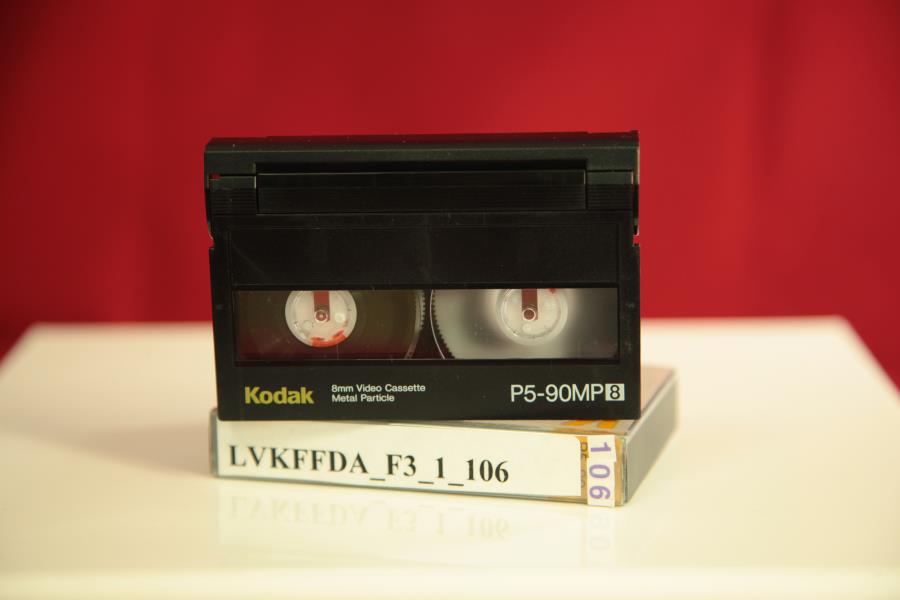 Kodak
8mm Video Cassette
Metal Particle
P5-90MP8
LVKFFDA_F3_1_106
106